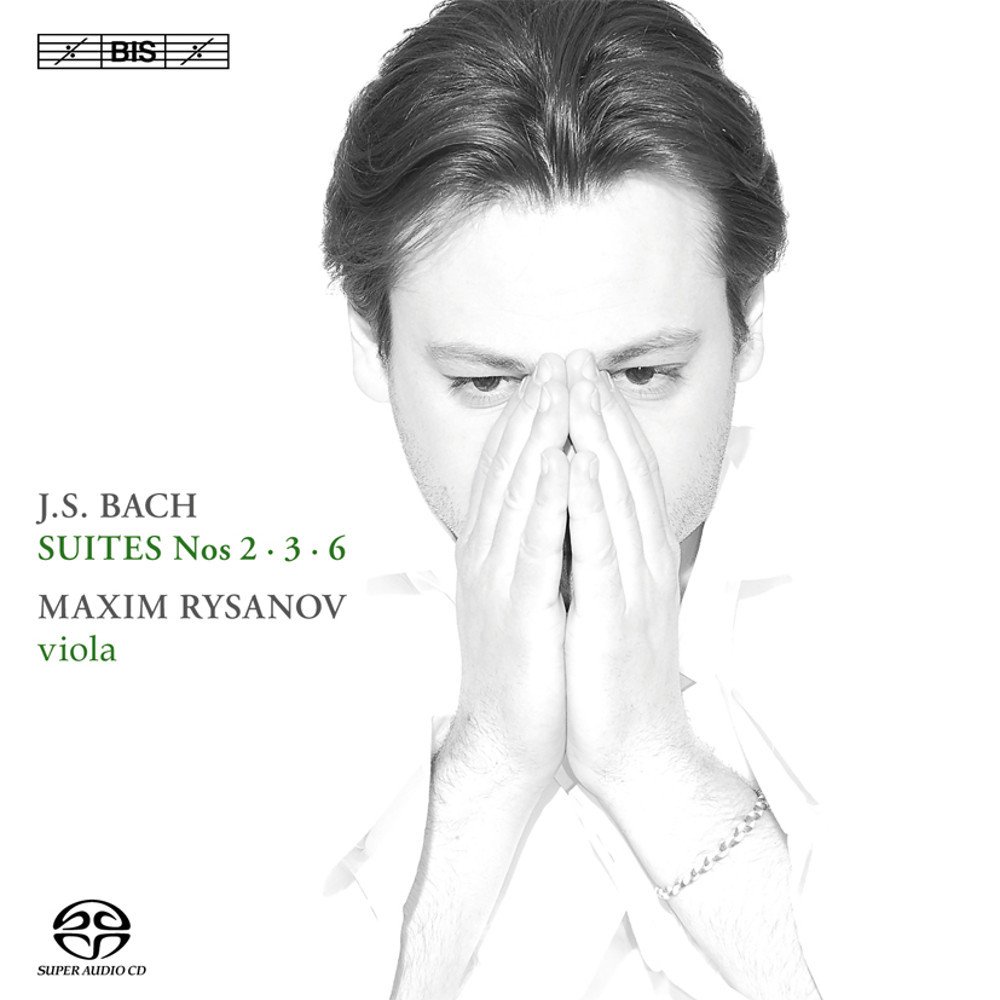 BIS
J.S. BACH
SUITES Nos 2 · 3 · 6
MAXIM RYSANOV
viola
SUPER AUDIO CD